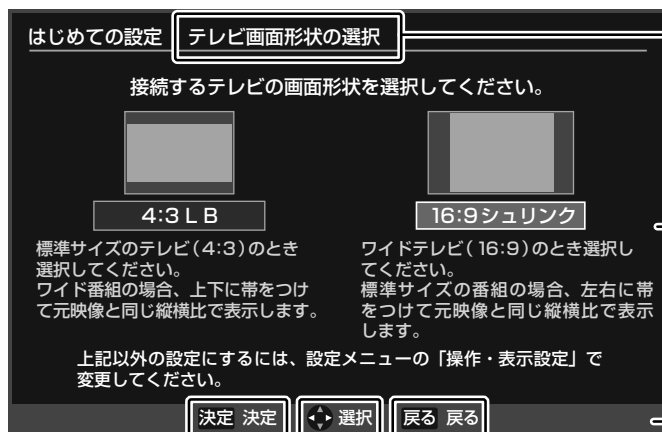 はじめての設定 テレビ画面形状の選択
接続するテレビの画面形状を選択してください。
4:3 L B
標準サイズのテレビ(4:3)のとき
選択してください。
ワイド番組の場合、上下に帯をつけ
て元映像と同じ縦横比で表示します。
16:9シュリンク
ワイドテレビ(16:9)のとき選択し
てください。
標準サイズの番組の場合、左右に帯
をつけて元映像と同じ縦横比で表示
します。
上記以外の設定にするには、設定メニューの「操作・表示設定」で
変更してください。
決定 決定 選択 戻る 戻る